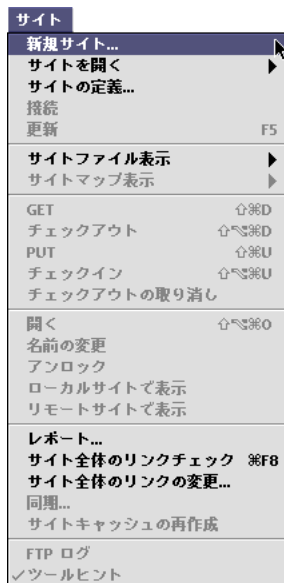 サイト
新規サイト...
サイトを開く
サイトの定義...
接続
更新 F5
サイトファイル表示
サイトマップ表示
GET ⇧⌘D
チェックアウト ⇧⌥⌘D
PUT ⇧⌘U
チェックイン ⇧⌥⌘U
チェックアウトの取り消し
開く ⇧⌥⌘O
名前の変更
アンロック
ローカルサイトで表示
リモートサイトで表示
レポート...
サイト全体のリンクチェック ⌘F8
サイト全体のリンクの変更...
同期...
サイトキャッシュの再作成
FTP ログ
✓ツールヒント